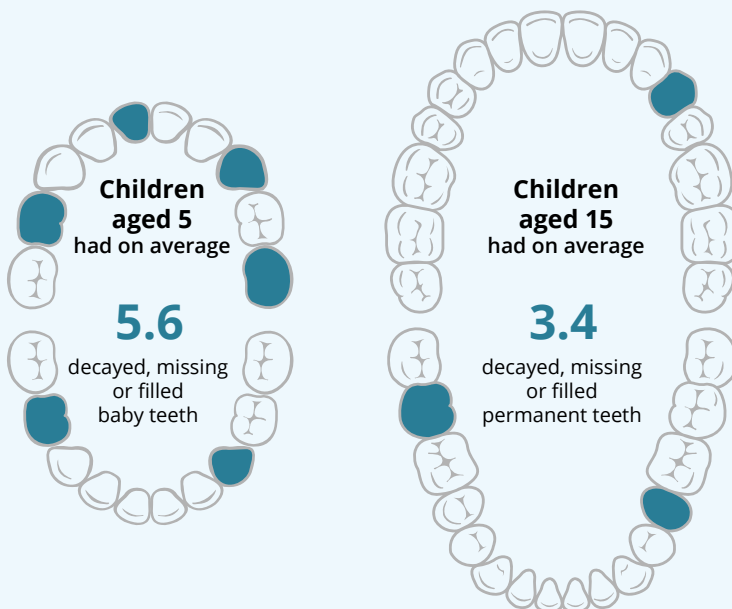 Children
aged 5
had on average
5.6
decayed, missing
or filled
baby teeth
Children
aged 15
had on average
3.4
decayed, missing
or filled
permanent teeth